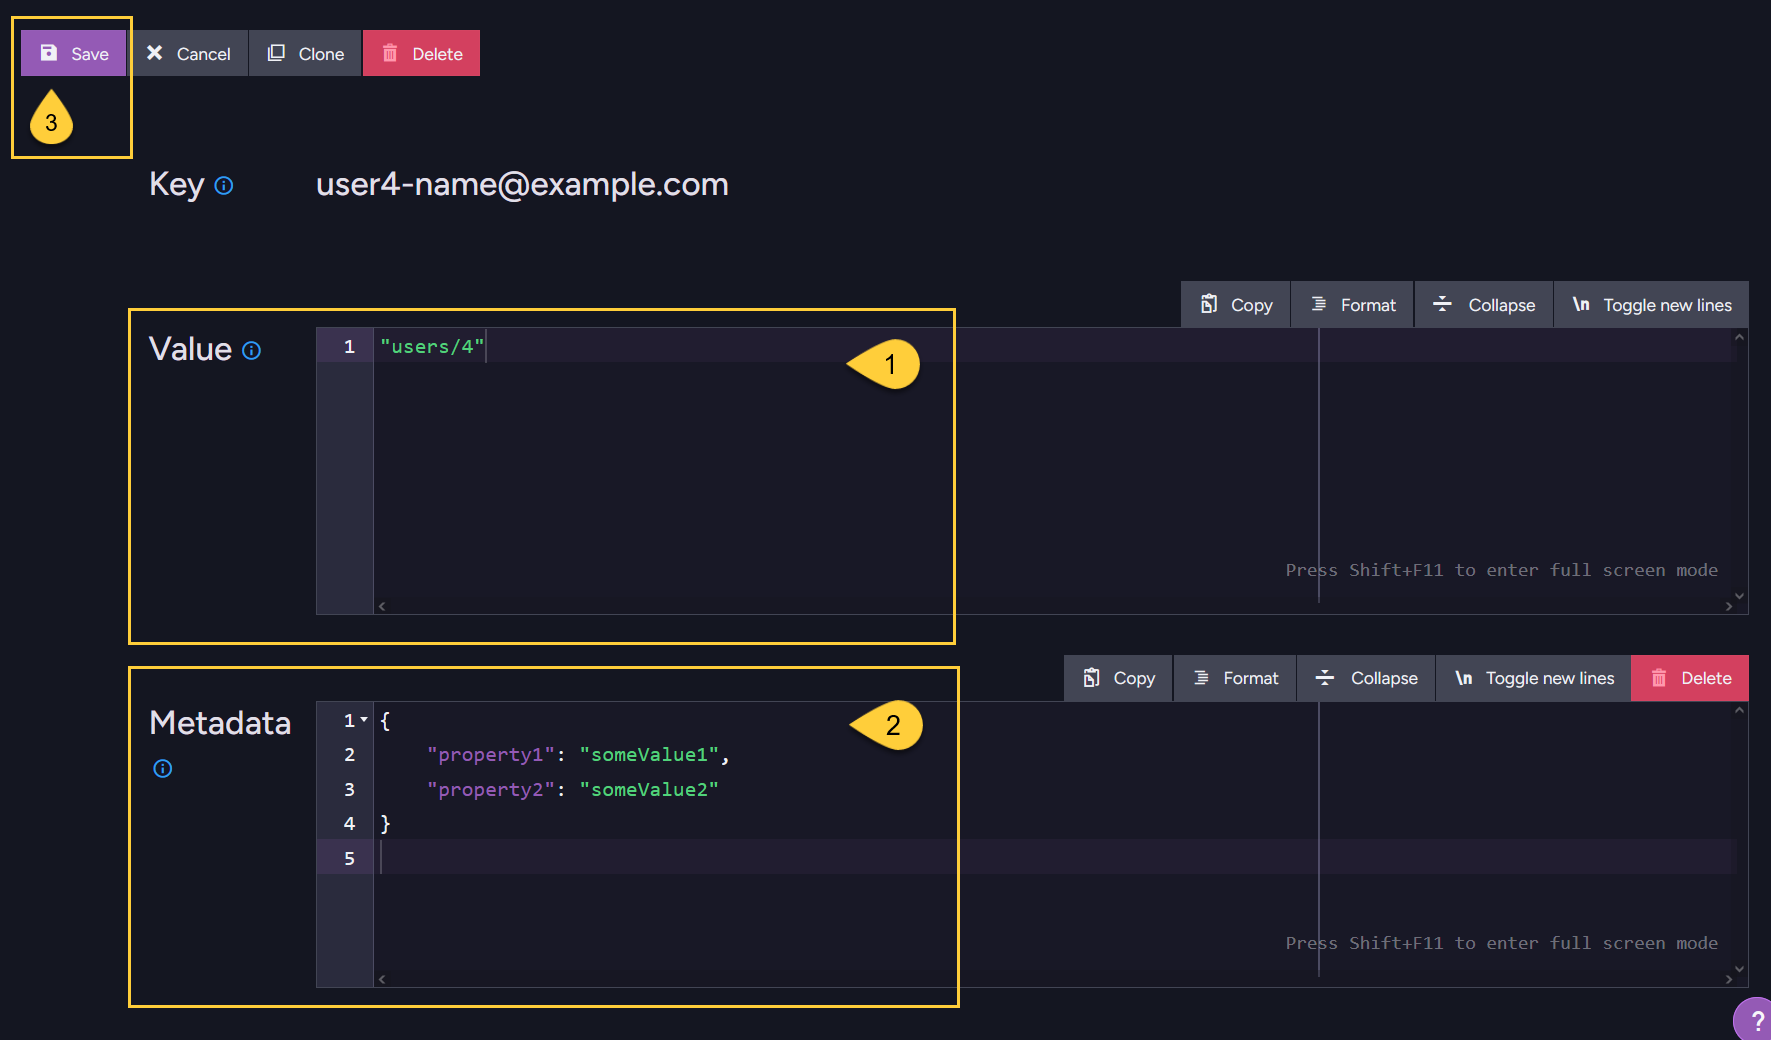 Save Cancel Clone Delete
3
Key user4-name@example.com
Copy Format Collapse \n Toggle new lines
Value 1 "users/4" 1
Press Shift+F11 to enter full screen mode
Copy Format Collapse \n Toggle new lines Delete
Metadata 1 { 2
2 "property1": "someValue1",
3 "property2": "someValue2"
4 }
5
Press Shift+F11 to enter full screen mode
?